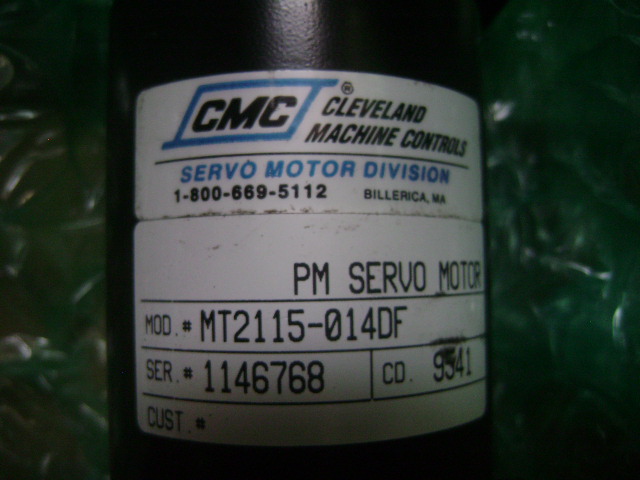 CMC® CLEVELAND
MACHINE CONTROLS
SERVO MOTOR DIVISION
1-800-669-5112 BILLERICA, MA
PM SERVO MOTOR
MOD.# MT2115-014DF
SER.# 1146768 CD. 9541
CUST.#